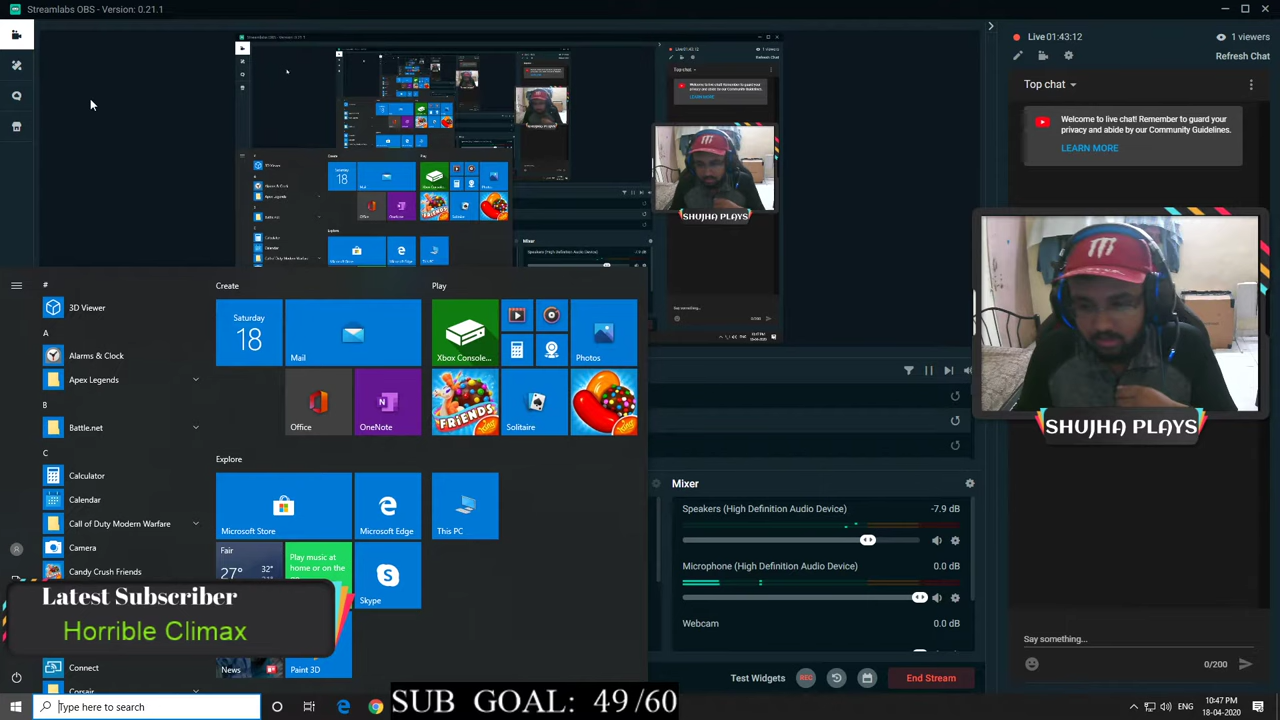 Streamlabs OBS - Version: 0.21.1
Live 01:43:12
1 viewers
Refresh Chat
Top chat
Welcome to live chat! Remember to guard your
privacy and abide by our Community Guidelines.
LEARN MORE
SHUJHA PLAYS
Say something...
0/200
#
3D Viewer
A
Alarms & Clock
Apex Legends
B
Battle.net
C
Calculator
Calendar
Call of Duty Modern Warfare
Camera
Candy Crush Friends
Connect
Corsair
Create
Saturday
18
Mail
Office
OneNote
Play
Xbox Console...
Photos
FRIENDS
King
Solitaire
King
Explore
Microsoft Store
Microsoft Edge
This PC
Fair
27°
32°
Play music at
home or on the
Skype
News
Paint 3D
Latest Subscriber
Horrible Climax
Mixer
Speakers (High Definition Audio Device)
-7.9 dB
Microphone (High Definition Audio Device)
0.0 dB
Webcam
0.0 dB
Test Widgets
REC
End Stream
Type here to search
SUB GOAL: 49/60
ENG
10:47 PM
18-04-2020